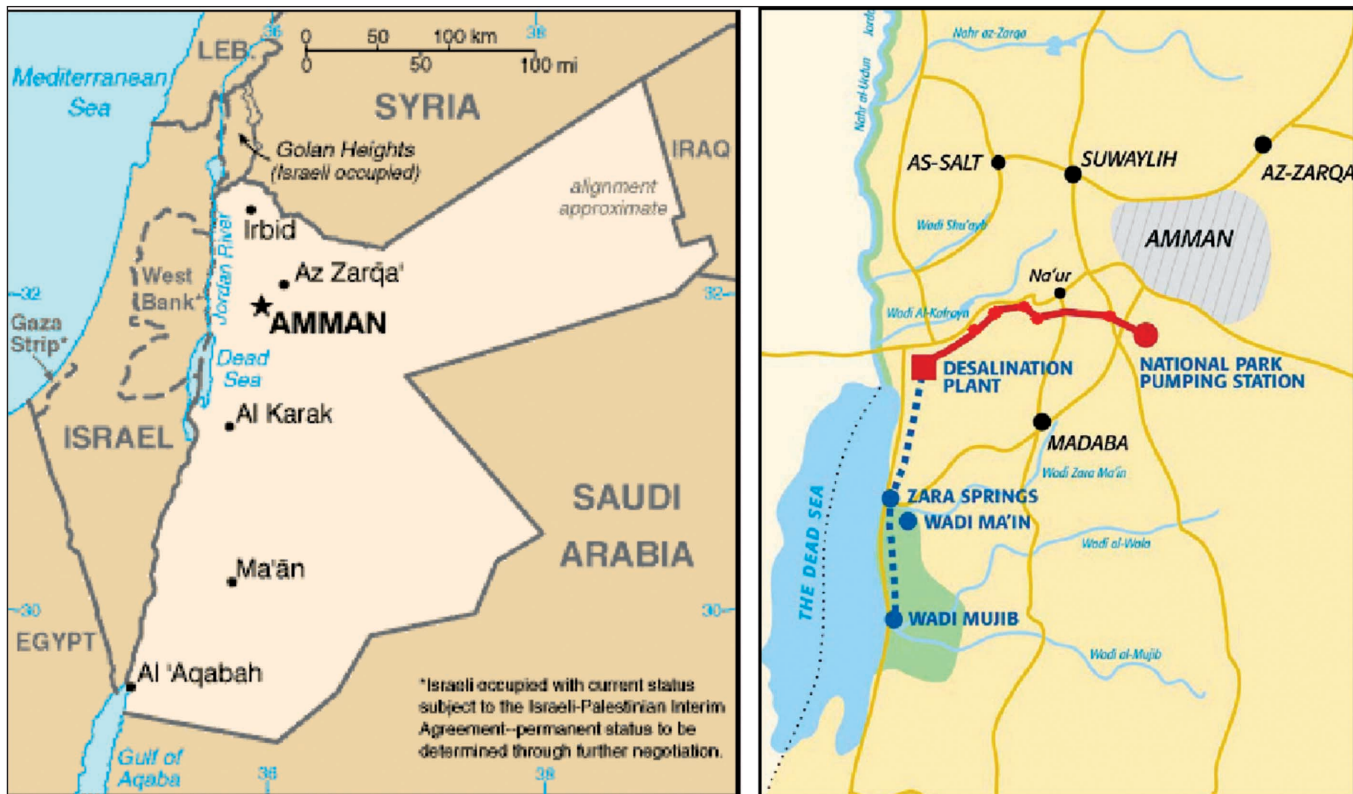 LEB.
36
38
0 50 100 km
0 50 100 mi
Mediterranean
Sea
SYRIA
Golan Heights
(Israeli occupied)
IRAQ
alignment
approximate
Irbid
Jordan River
West
Bank*
Az Zarqa'
32
32
AMMAN
Gaza
Strip*
Dead
Sea
Al Karak
ISRAEL
SAUDI
ARABIA
Ma'ān
30
30
EGYPT
Al 'Aqabah
*Israeli occupied with current status
subject to the Israeli-Palestinian Interim
Agreement--permanent status to be
determined through further negotiation.
Gulf of
Aqaba
36
38
Nahr az-Zarqa
Nahr al-Urdun
AS-SALT
SUWAYLIH
AZ-ZARQA
Wadi Shu'ayb
AMMAN
Na'ur
Wadi Al-Kafrayn
DESALINATION
PLANT
NATIONAL PARK
PUMPING STATION
MADABA
Wadi Zara Ma'in
ZARA SPRINGS
WADI MA'IN
THE DEAD SEA
Wadi al-Wala
WADI MUJIB
Wadi al-Mujib